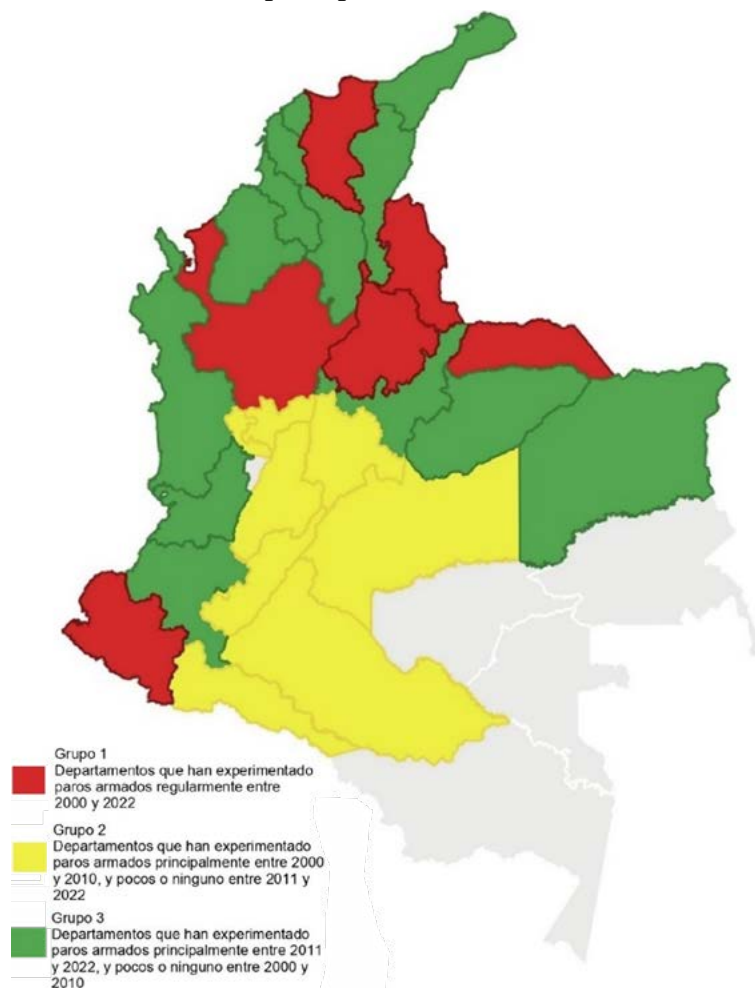 Grupo 1
Departamentos que han experimentado
paros armados regularmente entre
2000 y 2022
Grupo 2
Departamentos que han experimentado
paros armados principalmente entre 2000
y 2010, y pocos o ninguno entre 2011 y
2022
Grupo 3
Departamentos que han experimentado
paros armados principalmente entre 2011
y 2022, y pocos o ninguno entre 2000 y
2010